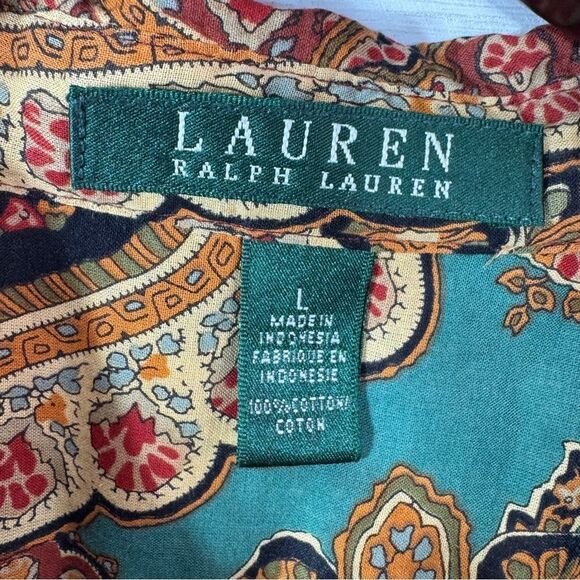 LAUREN
RALPH LAUREN
L
MADE IN
INDONESIA
FABRIQUE EN
INDONESIE
100% COTTON/
COTON